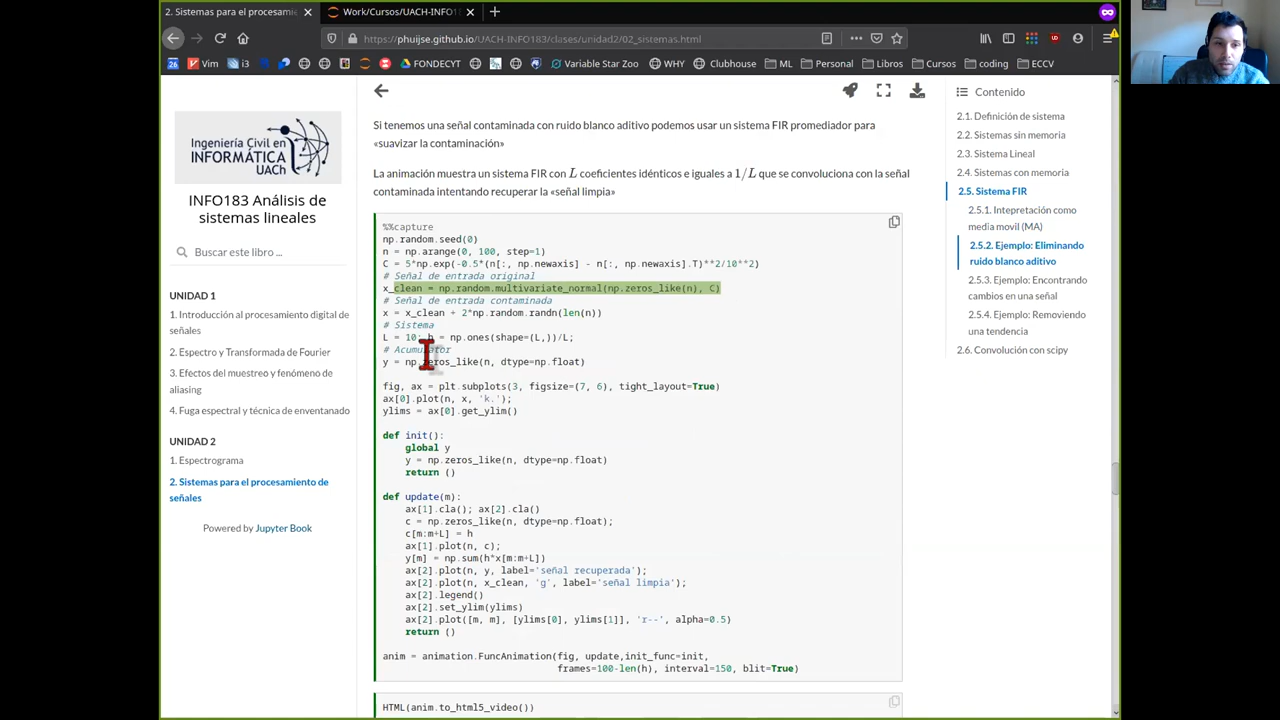 2. Sistemas para el procesami
Work/Cursos/UACH-INFO1
https://phuijse.github.io/UACH-INFO183/clases/unidad2/02_sistemas.html
26
Vim
i3
FONDECYT
Variable Star Zoo
WHY
Clubhouse
ML
Personal
Libros
Cursos
coding
ECCV
Ingeniería Civil en
INFORMÁTICA
UACh
INFO183 Análisis de
sistemas lineales
Buscar este libro ...
UNIDAD 1
1. Introducción al procesamiento digital de
señales
2. Espectro y Transformada de Fourier
3. Efectos del muestreo y fenómeno de
aliasing
4. Fuga espectral y técnica de enventanado
UNIDAD 2
1. Espectrograma
2. Sistemas para el procesamiento de
señales
Powered by Jupyter Book
Si tenemos una señal contaminada con ruido blanco aditivo podemos usar un sistema FIR promediador para
«suavizar la contaminación»
La animación muestra un sistema FIR con L coeficientes idénticos e iguales a 1/L que se convoluciona con la señal
contaminada intentando recuperar la «señal limpia»
%%capture
np.random.seed(0)
n = np.arange(0, 100, step=1)
C = 5*np.exp(-0.5*(n[:, np.newaxis] - n[:, np.newaxis].T)**2/10**2)
# Señal de entrada original
x_clean = np.random.multivariate_normal(np.zeros_like(n), C)
# Señal de entrada contaminada
x = x_clean + 2*np.random.randn(len(n))
# Sistema
L = 10; h = np.ones(shape=(L,))/L;
# Acumulador
y = np.zeros_like(n, dtype=np.float)
fig, ax = plt.subplots(3, figsize=(7, 6), tight_layout=True)
ax[0].plot(n, x, 'k.');
ylims = ax[0].get_ylim()
def init():
global y
y = np.zeros_like(n, dtype=np.float)
return ()
def update(m):
ax[1].cla(); ax[2].cla()
c = np.zeros_like(n, dtype=np.float);
c[m:m+L] = h
ax[1].plot(n, c);
y[m] = np.sum(h*x[m:m+L])
ax[2].plot(n, y, label='señal recuperada');
ax[2].plot(n, x_clean, 'g', label='señal limpia');
ax[2].legend()
ax[2].set_ylim(ylims)
ax[2].plot([m, m], [ylims[0], ylims[1]], 'r--', alpha=0.5)
return ()
anim = animation.FuncAnimation(fig, update,init_func=init,
frames=100-len(h), interval=150, blit=True)
HTML(anim.to_html5_video())
Contenido
2.1. Definición de sistema
2.2. Sistemas sin memoria
2.3. Sistema Lineal
2.4. Sistemas con memoria
2.5. Sistema FIR
2.5.1. Intepretación como
media movil (MA)
2.5.2. Ejemplo: Eliminando
ruido blanco aditivo
2.5.3. Ejemplo: Encontrando
cambios en una señal
2.5.4. Ejemplo: Removiendo
una tendencia
2.6. Convolución con scipy